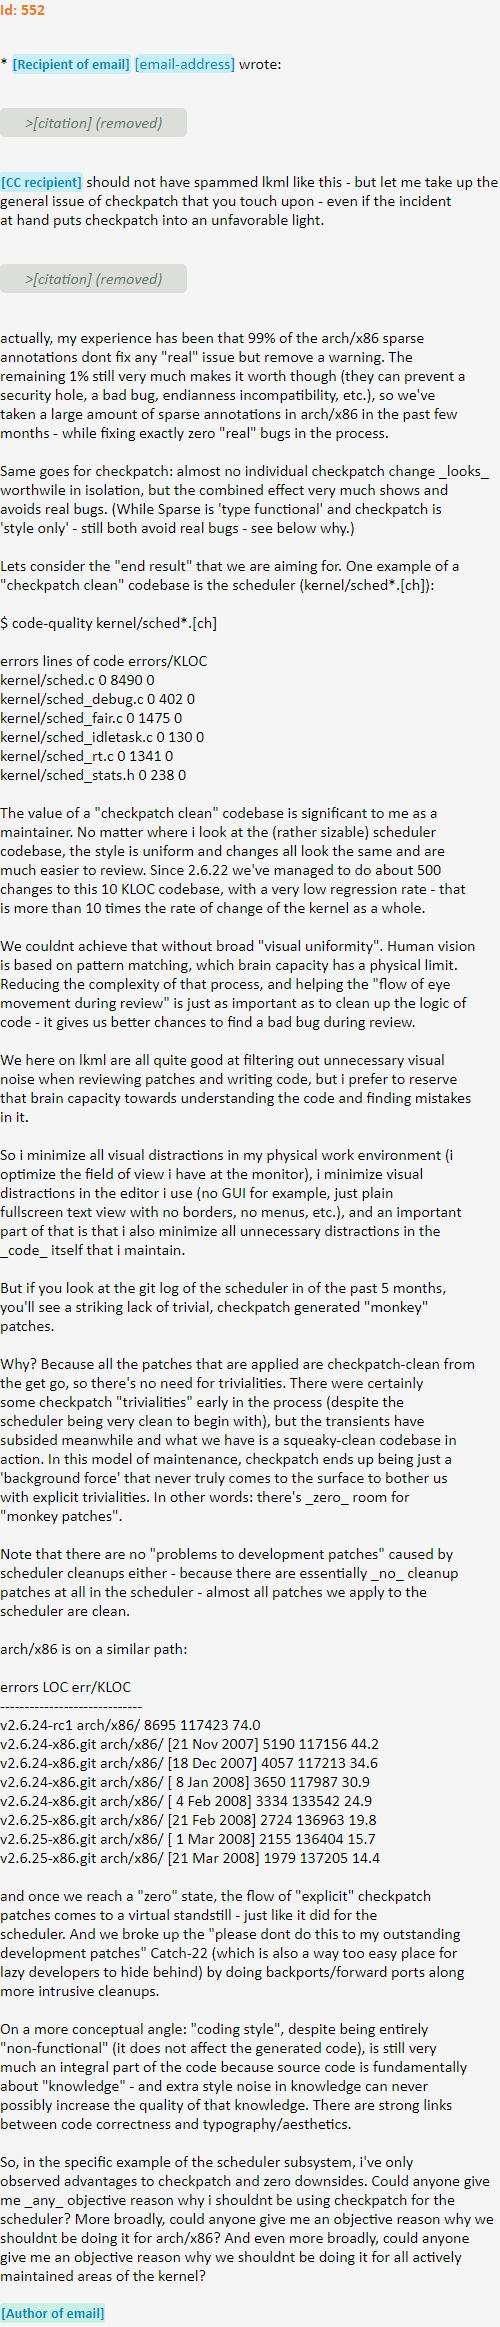 Id: 552
* [Recipient of email] [email-address] wrote:
>[citation] (removed)
[CC recipient] should not have spammed lkml like this - but let me take up the
general issue of checkpatch that you touch upon - even if the incident
at hand puts checkpatch into an unfavorable light.
>[citation] (removed)
actually, my experience has been that 99% of the arch/x86 sparse
annotations dont fix any "real" issue but remove a warning. The
remaining 1% still very much makes it worth though (they can prevent a
security hole, a bad bug, endianness incompatibility, etc.), so we've
taken a large amount of sparse annotations in arch/x86 in the past few
months - while fixing exactly zero "real" bugs in the process.
Same goes for checkpatch: almost no individual checkpatch change _looks_
worthwile in isolation, but the combined effect very much shows and
avoids real bugs. (While Sparse is 'type functional' and checkpatch is
'style only' - still both avoid real bugs - see below why.)
Lets consider the "end result" that we are aiming for. One example of a
"checkpatch clean" codebase is the scheduler (kernel/sched*.[ch]):
$ code-quality kernel/sched*.[ch]
errors lines of code errors/KLOC
kernel/sched.c 0 8490 0
kernel/sched_debug.c 0 402 0
kernel/sched_fair.c 0 1475 0
kernel/sched_idletask.c 0 130 0
kernel/sched_rt.c 0 1341 0
kernel/sched_stats.h 0 238 0
The value of a "checkpatch clean" codebase is significant to me as a
maintainer. No matter where i look at the (rather sizable) scheduler
codebase, the style is uniform and changes all look the same and are
much easier to review. Since 2.6.22 we've managed to do about 500
changes to this 10 KLOC codebase, with a very low regression rate - that
is more than 10 times the rate of change of the kernel as a whole.
We couldnt achieve that without broad "visual uniformity". Human vision
is based on pattern matching, which brain capacity has a physical limit.
Reducing the complexity of that process, and helping the "flow of eye
movement during review" is just as important as to clean up the logic of
code - it gives us better chances to find a bad bug during review.
We here on lkml are all quite good at filtering out unnecessary visual
noise when reviewing patches and writing code, but i prefer to reserve
that brain capacity towards understanding the code and finding mistakes
in it.
So i minimize all visual distractions in my physical work environment (i
optimize the field of view i have at the monitor), i minimize visual
distractions in the editor i use (no GUI for example, just plain
fullscreen text view with no borders, no menus, etc.), and an important
part of that is that i also minimize all unnecessary distractions in the
_code_ itself that i maintain.
But if you look at the git log of the scheduler in of the past 5 months,
you'll see a striking lack of trivial, checkpatch generated "monkey"
patches.
Why? Because all the patches that are applied are checkpatch-clean from
the get go, so there's no need for trivialities. There were certainly
some checkpatch "trivialities" early in the process (despite the
scheduler being very clean to begin with), but the transients have
subsided meanwhile and what we have is a squeaky-clean codebase in
action. In this model of maintenance, checkpatch ends up being just a
'background force' that never truly comes to the surface to bother us
with explicit trivialities. In other words: there's _zero_ room for
"monkey patches".
Note that there are no "problems to development patches" caused by
scheduler cleanups either - because there are essentially _no_ cleanup
patches at all in the scheduler - almost all patches we apply to the
scheduler are clean.
arch/x86 is on a similar path:
errors LOC err/KLOC
-----------------------------
v2.6.24-rc1 arch/x86/ 8695 117423 74.0
v2.6.24-x86.git arch/x86/ [21 Nov 2007] 5190 117156 44.2
v2.6.24-x86.git arch/x86/ [18 Dec 2007] 4057 117213 34.6
v2.6.24-x86.git arch/x86/ [ 8 Jan 2008] 3650 117987 30.9
v2.6.24-x86.git arch/x86/ [ 4 Feb 2008] 3334 133542 24.9
v2.6.25-x86.git arch/x86/ [21 Feb 2008] 2724 136963 19.8
v2.6.25-x86.git arch/x86/ [ 1 Mar 2008] 2155 136404 15.7
v2.6.25-x86.git arch/x86/ [21 Mar 2008] 1979 137205 14.4
and once we reach a "zero" state, the flow of "explicit" checkpatch
patches comes to a virtual standstill - just like it did for the
scheduler. And we broke up the "please dont do this to my outstanding
development patches" Catch-22 (which is also a way too easy place for
lazy developers to hide behind) by doing backports/forward ports along
more intrusive cleanups.
On a more conceptual angle: "coding style", despite being entirely
"non-functional" (it does not affect the generated code), is still very
much an integral part of the code because source code is fundamentally
about "knowledge" - and extra style noise in knowledge can never
possibly increase the quality of that knowledge. There are strong links
between code correctness and typography/aesthetics.
So, in the specific example of the scheduler subsystem, i've only
observed advantages to checkpatch and zero downsides. Could anyone give
me _any_ objective reason why i shouldnt be using checkpatch for the
scheduler? More broadly, could anyone give me an objective reason why we
shouldnt be doing it for arch/x86? And even more broadly, could anyone
give me an objective reason why we shouldnt be doing it for all actively
maintained areas of the kernel?
[Author of email]